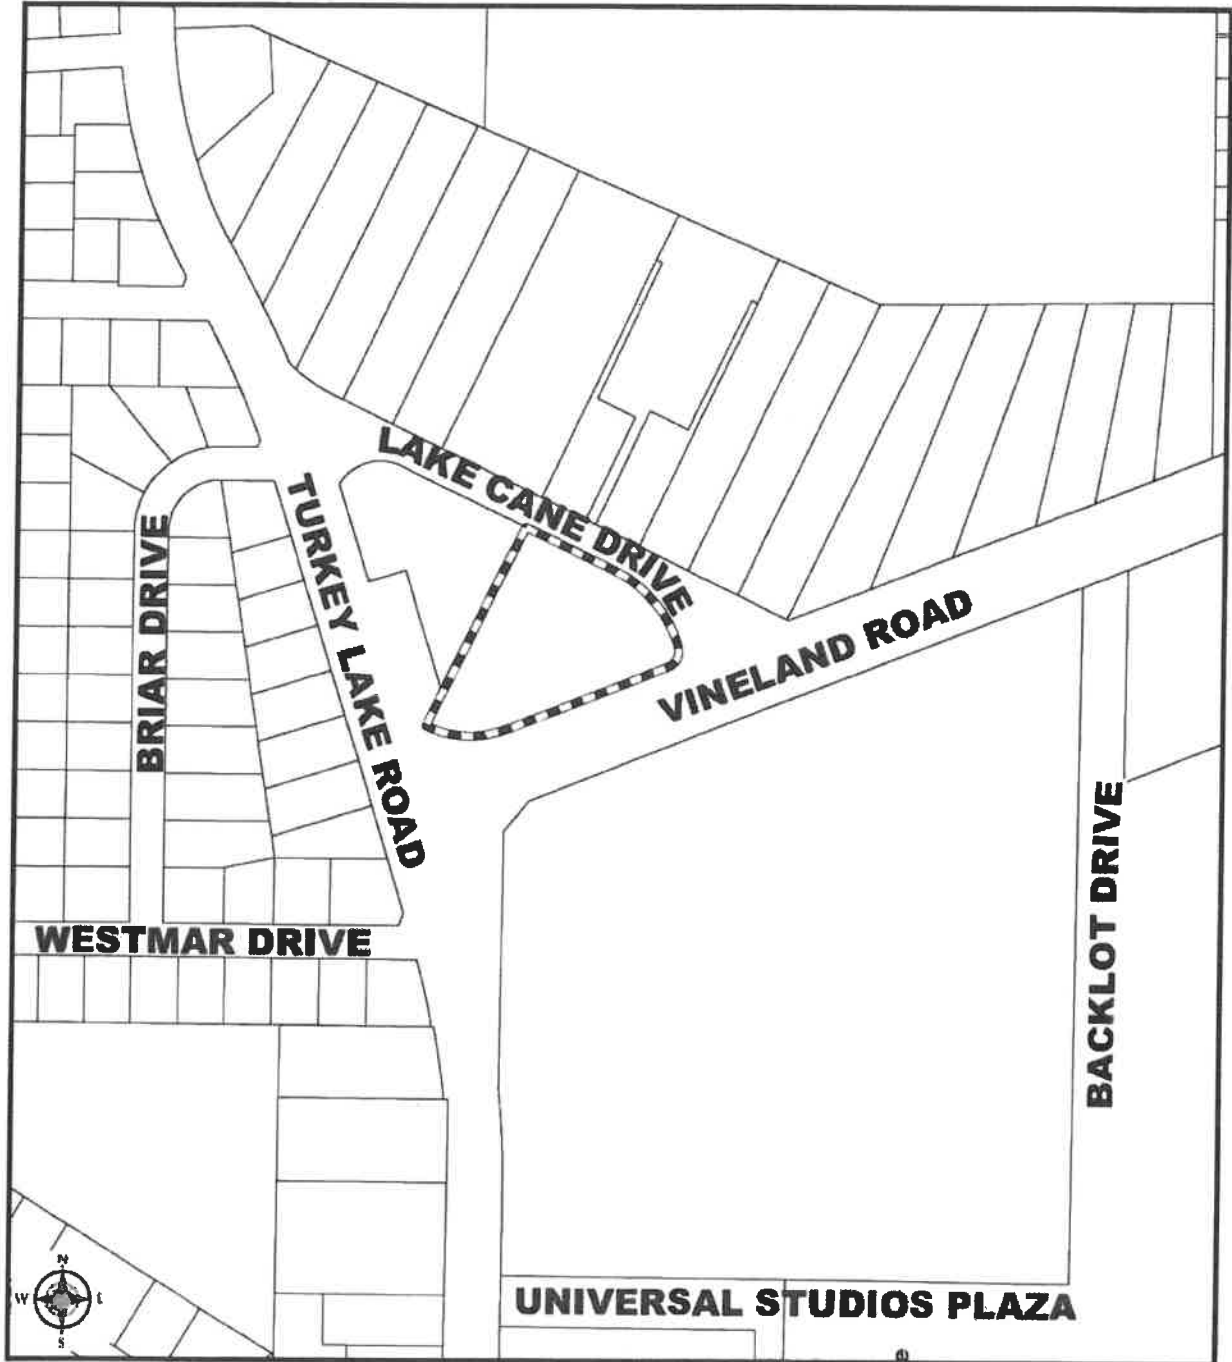 LAKE CANE DRIVE
TURKEY LAKE ROAD
BRIAR DRIVE
VINELAND ROAD
BACKLOT DRIVE
WESTMAR DRIVE
N
W
S
UNIVERSAL STUDIOS PLAZA